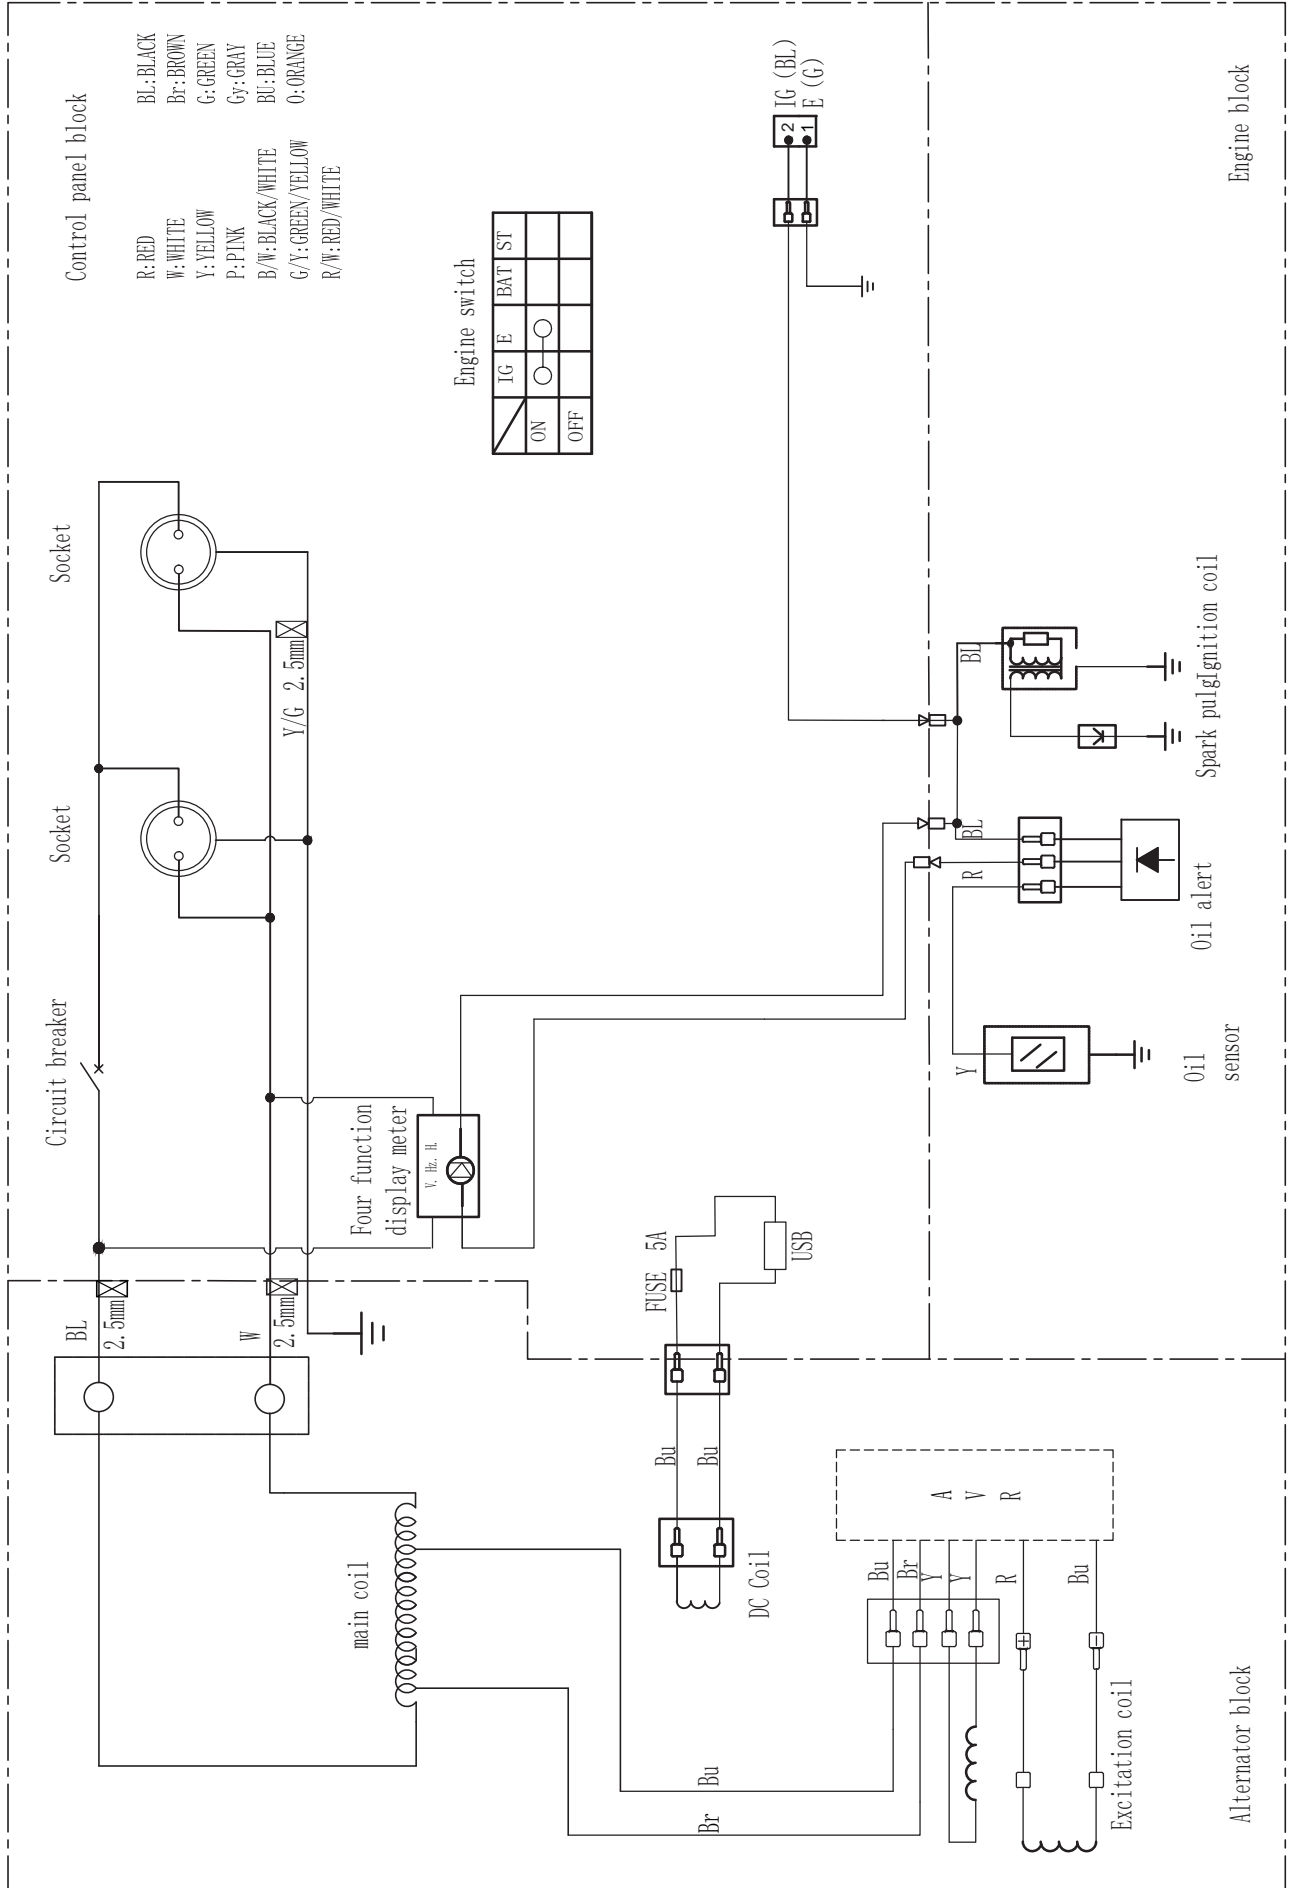 Control panel block
R:RED
W:WHITE
Y:YELLOW
P:PINK
B/W:BLACK/WHITE
G/Y:GREEN/YELLOW
R/W:RED/WHITE
BL:BLACK
Br:BROWN
G:GREEN
Gy:GRAY
BU:BLUE
O:ORANGE
Circuit breaker
Socket
Socket
BL
2.5mm
W
2.5mm
Y/G 2.5mm
main coil
Four function
display meter
V. Hz. H.
Engine switch
IG E BAT ST
ON
OFF
FUSE 5A
USB
Bu
Bu
DC Coil
Bu
Br
2 IG (BL)
1 E (G)
A
V
R
Bu
Br
Y
Y
R
Bu
+
−
Excitation coil
Alternator block
Y
R
BL
BL
Oil
sensor
Oil alert
Spark pulgIgnition coil
Engine block